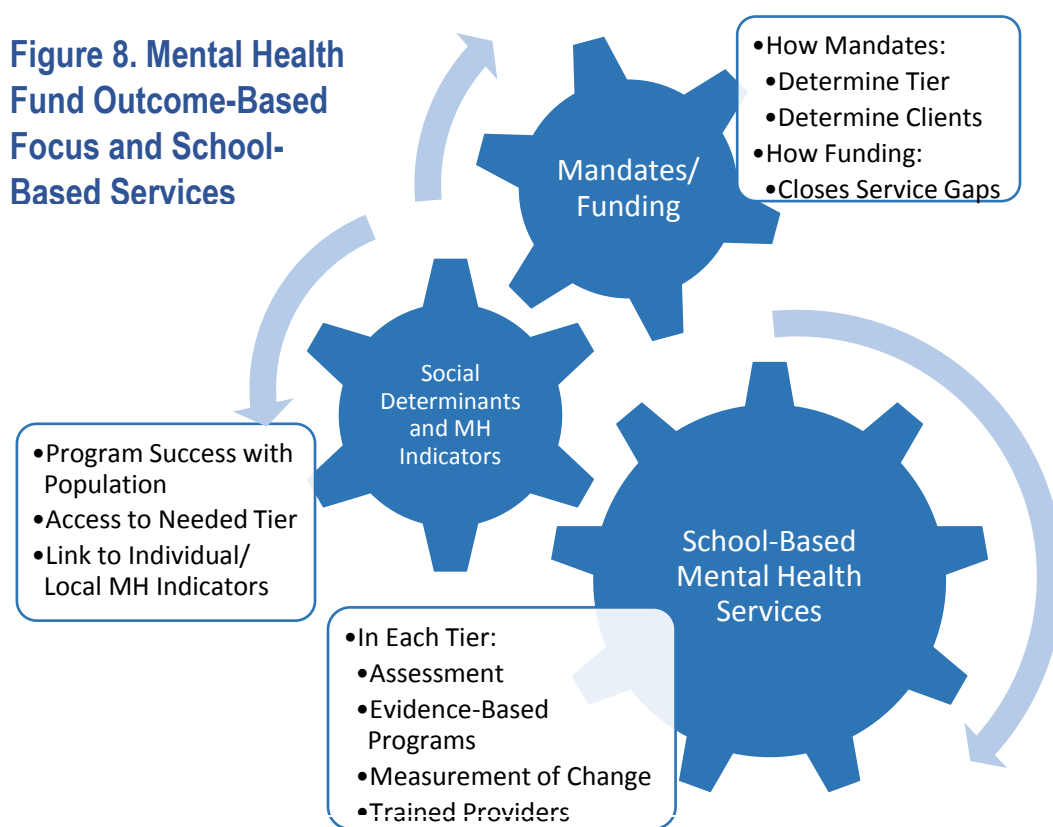 Figure 8. Mental Health
Fund Outcome-Based
Focus and School-
Based Services
•How Mandates:
•Determine Tier
•Determine Clients
•How Funding:
•Closes Service Gaps
Mandates/
Funding
Social
Determinants
and MH
Indicators
•Program Success with
Population
•Access to Needed Tier
•Link to Individual/
Local MH Indicators
School-Based
Mental Health
Services
•In Each Tier:
•Assessment
•Evidence-Based
Programs
•Measurement of Change
•Trained Providers